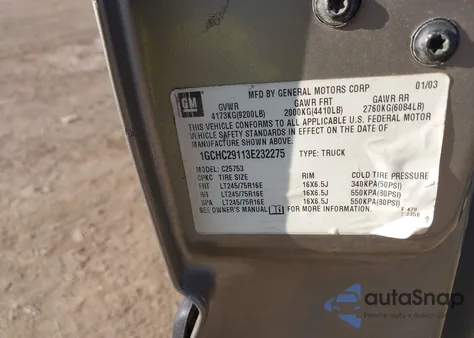 GM
MFD BY GENERAL MOTORS CORP 01/03
GVWR GAWR FRT GAWR RR
4173KG(9200LB) 2000KG(4410LB) 2760KG(6084LB)
THIS VEHICLE CONFORMS TO ALL APPLICABLE U.S. FEDERAL MOTOR
VEHICLE SAFETY STANDARDS IN EFFECT ON THE DATE OF
MANUFACTURE SHOWN ABOVE.
1GCHC29113E232275 TYPE: TRUCK
MODEL: C25753
TIRE SIZE RIM COLD TIRE PRESSURE
FRT LT245/75R16E 16X6.5J 340KPA(50PSI)
RR LT245/75R16E 16X6.5J 550KPA(80PSI)
SPA LT245/75R16E 16X6.5J 550KPA(80PSI)
SEE OWNER'S MANUAL FOR MORE INFORMATION
autoSnap